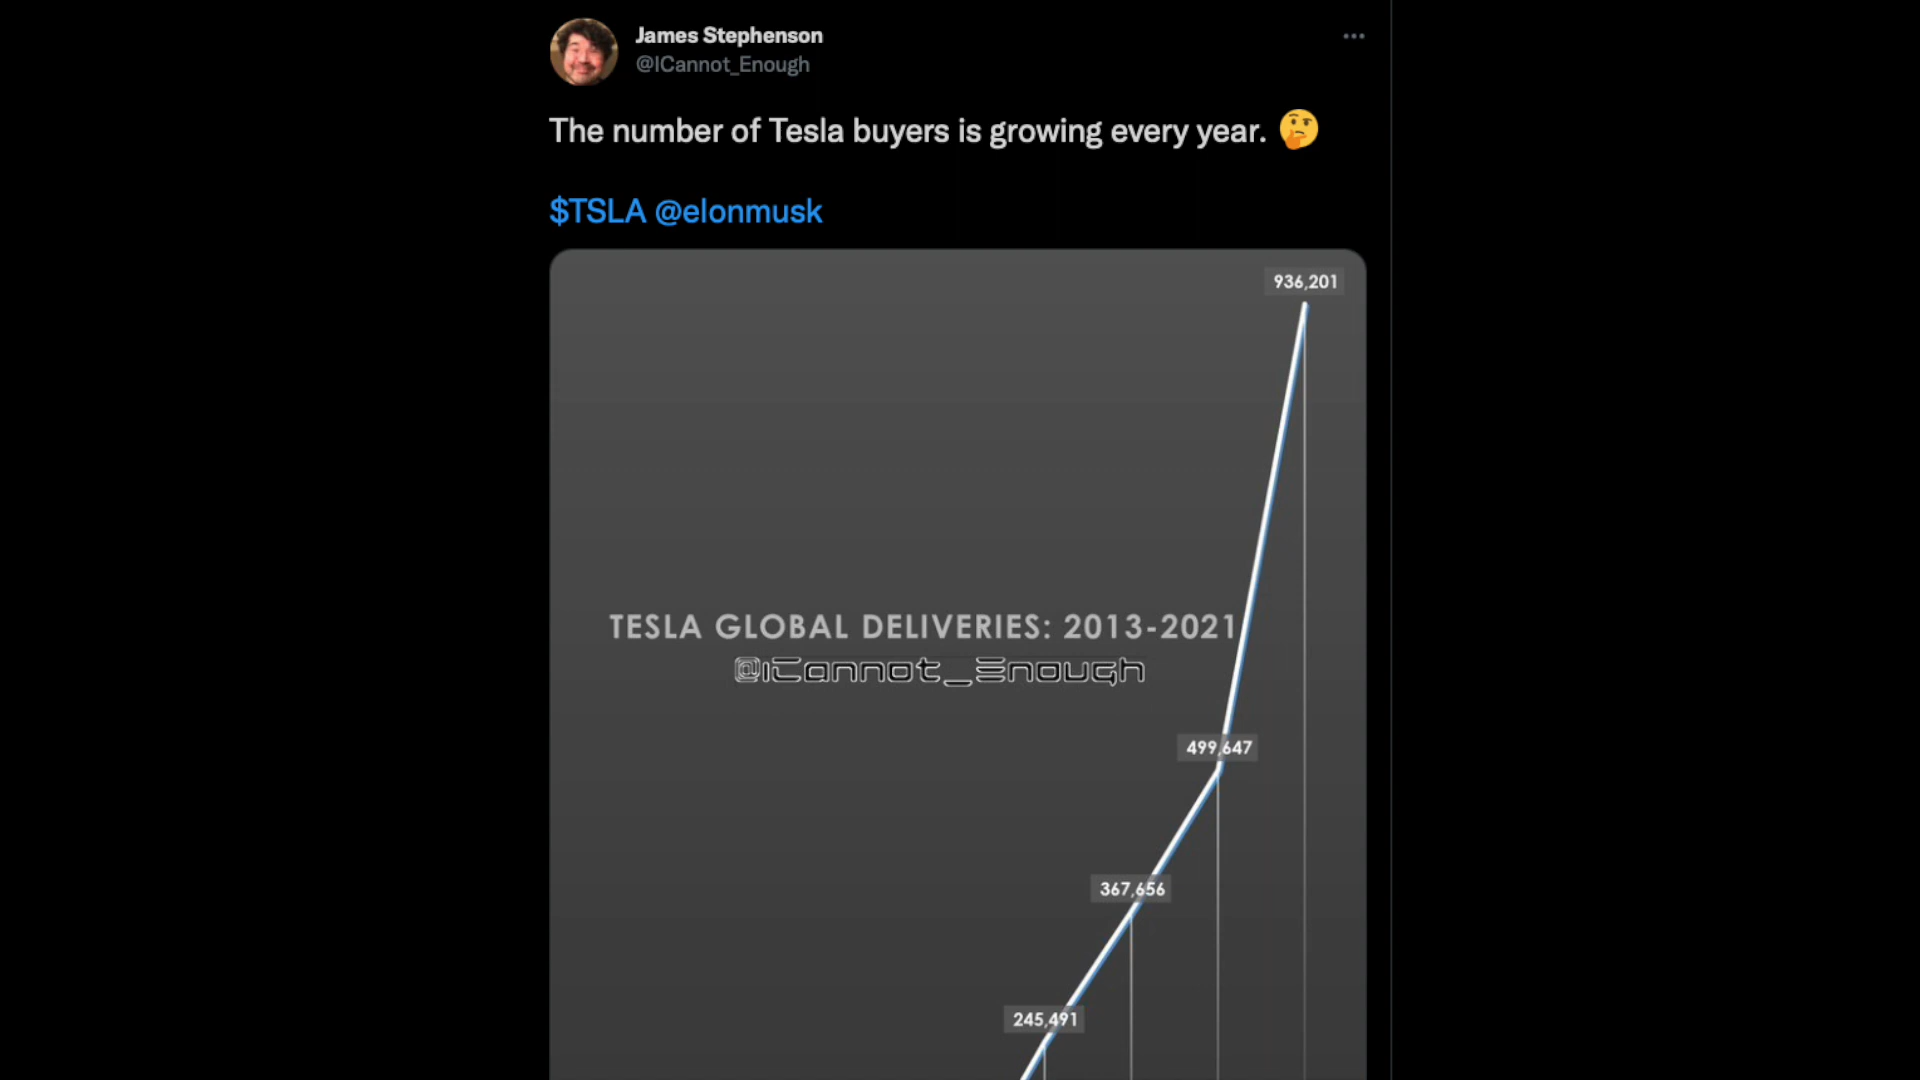 James Stephenson
@ICannot_Enough
The number of Tesla buyers is growing every year. 🤔
$TSLA @elonmusk
936,201
TESLA GLOBAL DELIVERIES: 2013-2021
@iCannot_Enough
499,647
367,656
245,491